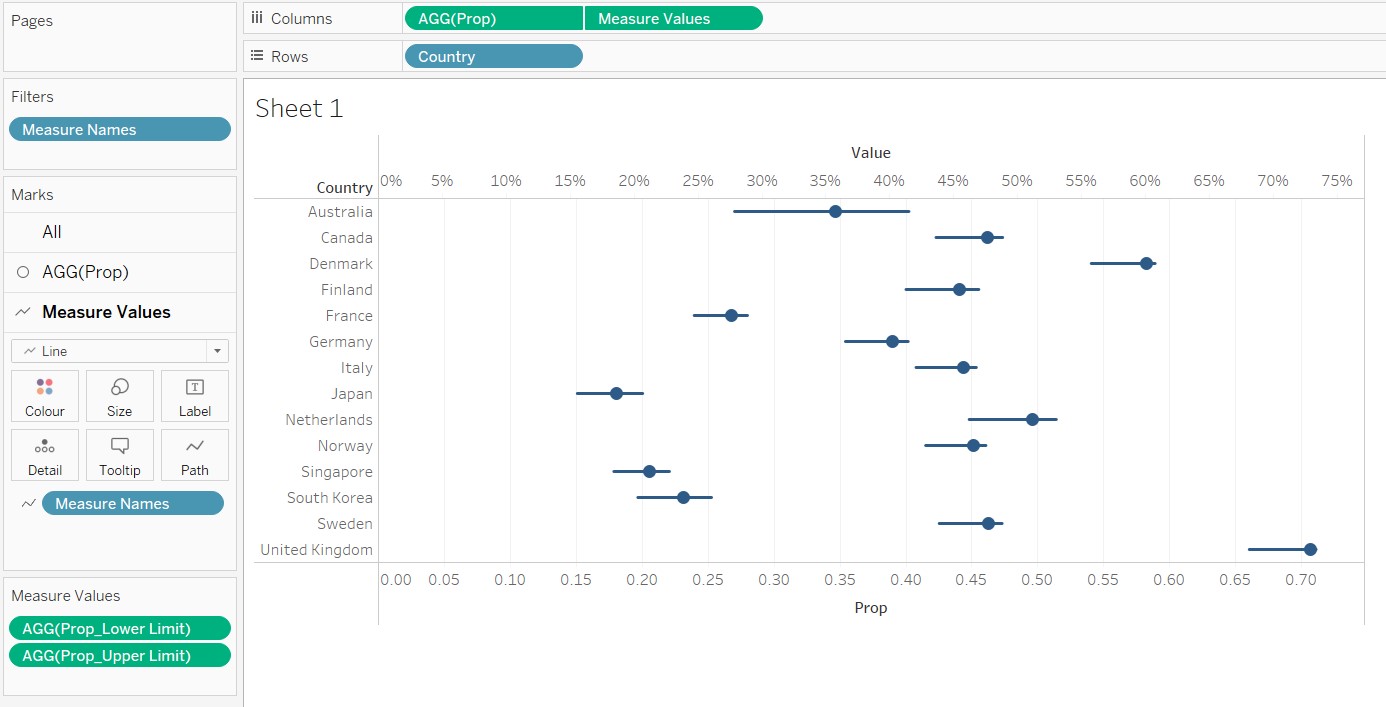 Pages
Columns
AGG(Prop)
Measure Values
Rows
Country
Filters
Measure Names
Marks
All
AGG(Prop)
Measure Values
Line
Colour
Size
Label
Detail
Tooltip
Path
Measure Names
Measure Values
AGG(Prop_Lower Limit)
AGG(Prop_Upper Limit)
Sheet 1
Value
Country
0% 5% 10% 15% 20% 25% 30% 35% 40% 45% 50% 55% 60% 65% 70% 75%
Australia
Canada
Denmark
Finland
France
Germany
Italy
Japan
Netherlands
Norway
Singapore
South Korea
Sweden
United Kingdom
0.00 0.05 0.10 0.15 0.20 0.25 0.30 0.35 0.40 0.45 0.50 0.55 0.60 0.65 0.70
Prop